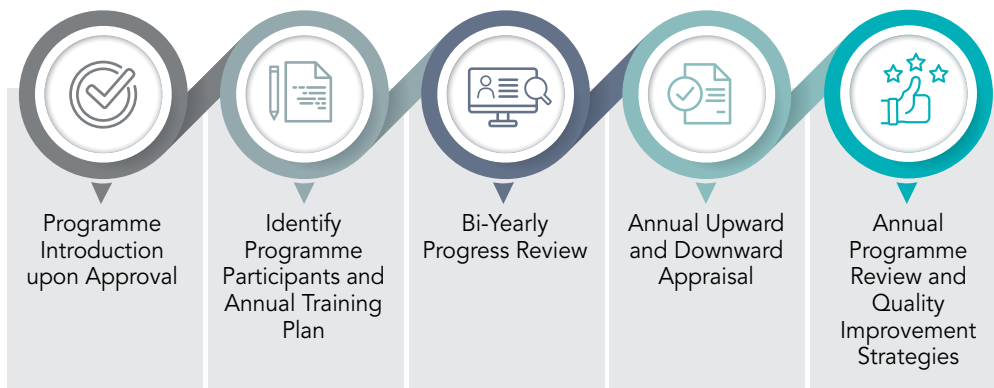 Programme
Introduction
upon Approval
Identify
Programme
Participants and
Annual Training
Plan
Bi-Yearly
Progress Review
Annual Upward
and Downward
Appraisal
Annual
Programme
Review and
Quality
Improvement
Strategies